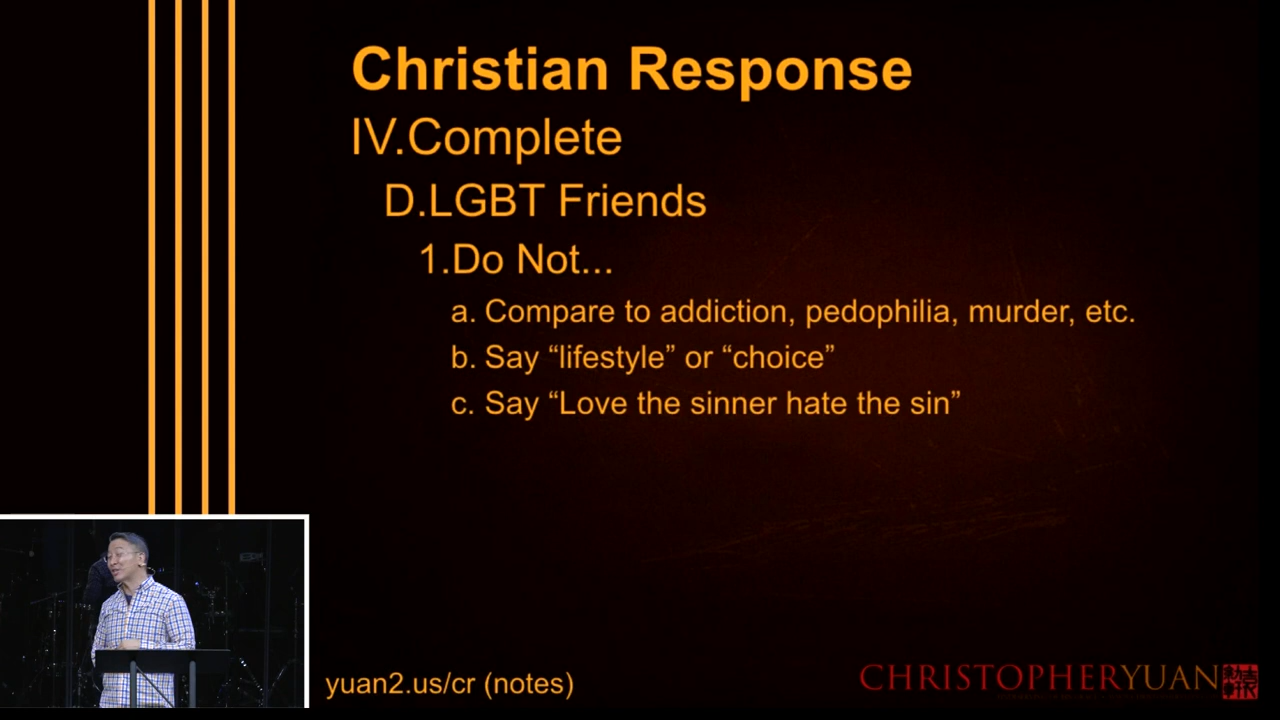 Christian Response
IV.Complete
D.LGBT Friends
1.Do Not...
a. Compare to addiction, pedophilia, murder, etc.
b. Say “lifestyle” or “choice”
c. Say “Love the sinner hate the sin”
yuan2.us/cr (notes)
CHRISTOPHERYUAN